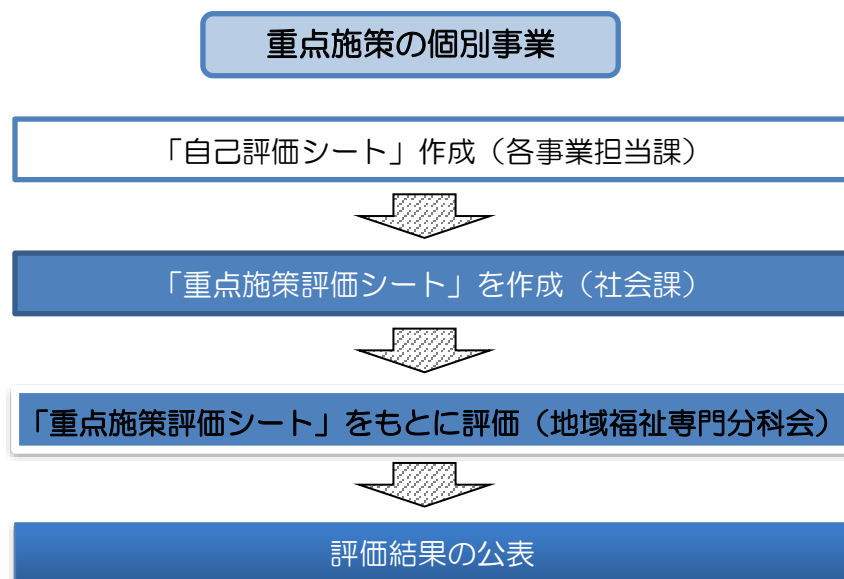 重点施策の個別事業
「自己評価シート」作成（各事業担当課）
「重点施策評価シート」を作成（社会課）
「重点施策評価シート」をもとに評価（地域福祉専門分科会）
評価結果の公表